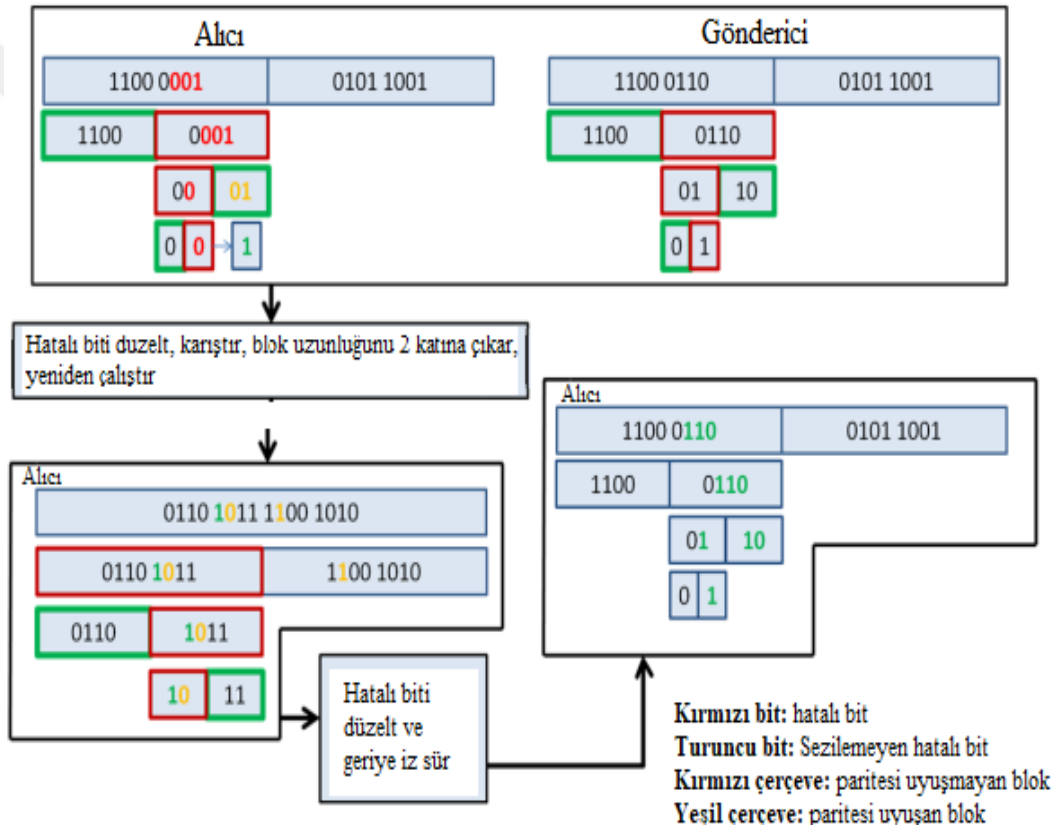 Alıcı
1100 0001 0101 1001
1100 0001
00 01
0 0 1
Gönderici
1100 0110 0101 1001
1100 0110
01 10
0 1
Hatalı biti duzelt, karıştır, blok uzunluğunu 2 katına çıkar,
yeniden çalıştır
Alıcı
0110 1011 1100 1010
0110 1011 1100 1010
0110 1011
10 11
Hatalı biti
düzelt ve
geriye iz sür
Alıcı
1100 0110 0101 1001
1100 0110
01 10
0 1
Kırmızı bit: hatalı bit
Turuncu bit: Sezilemeyen hatalı bit
Kırmızı çerçeve: paritesi uyuşmayan blok
Yeşil çerçeve: paritesi uyuşan blok